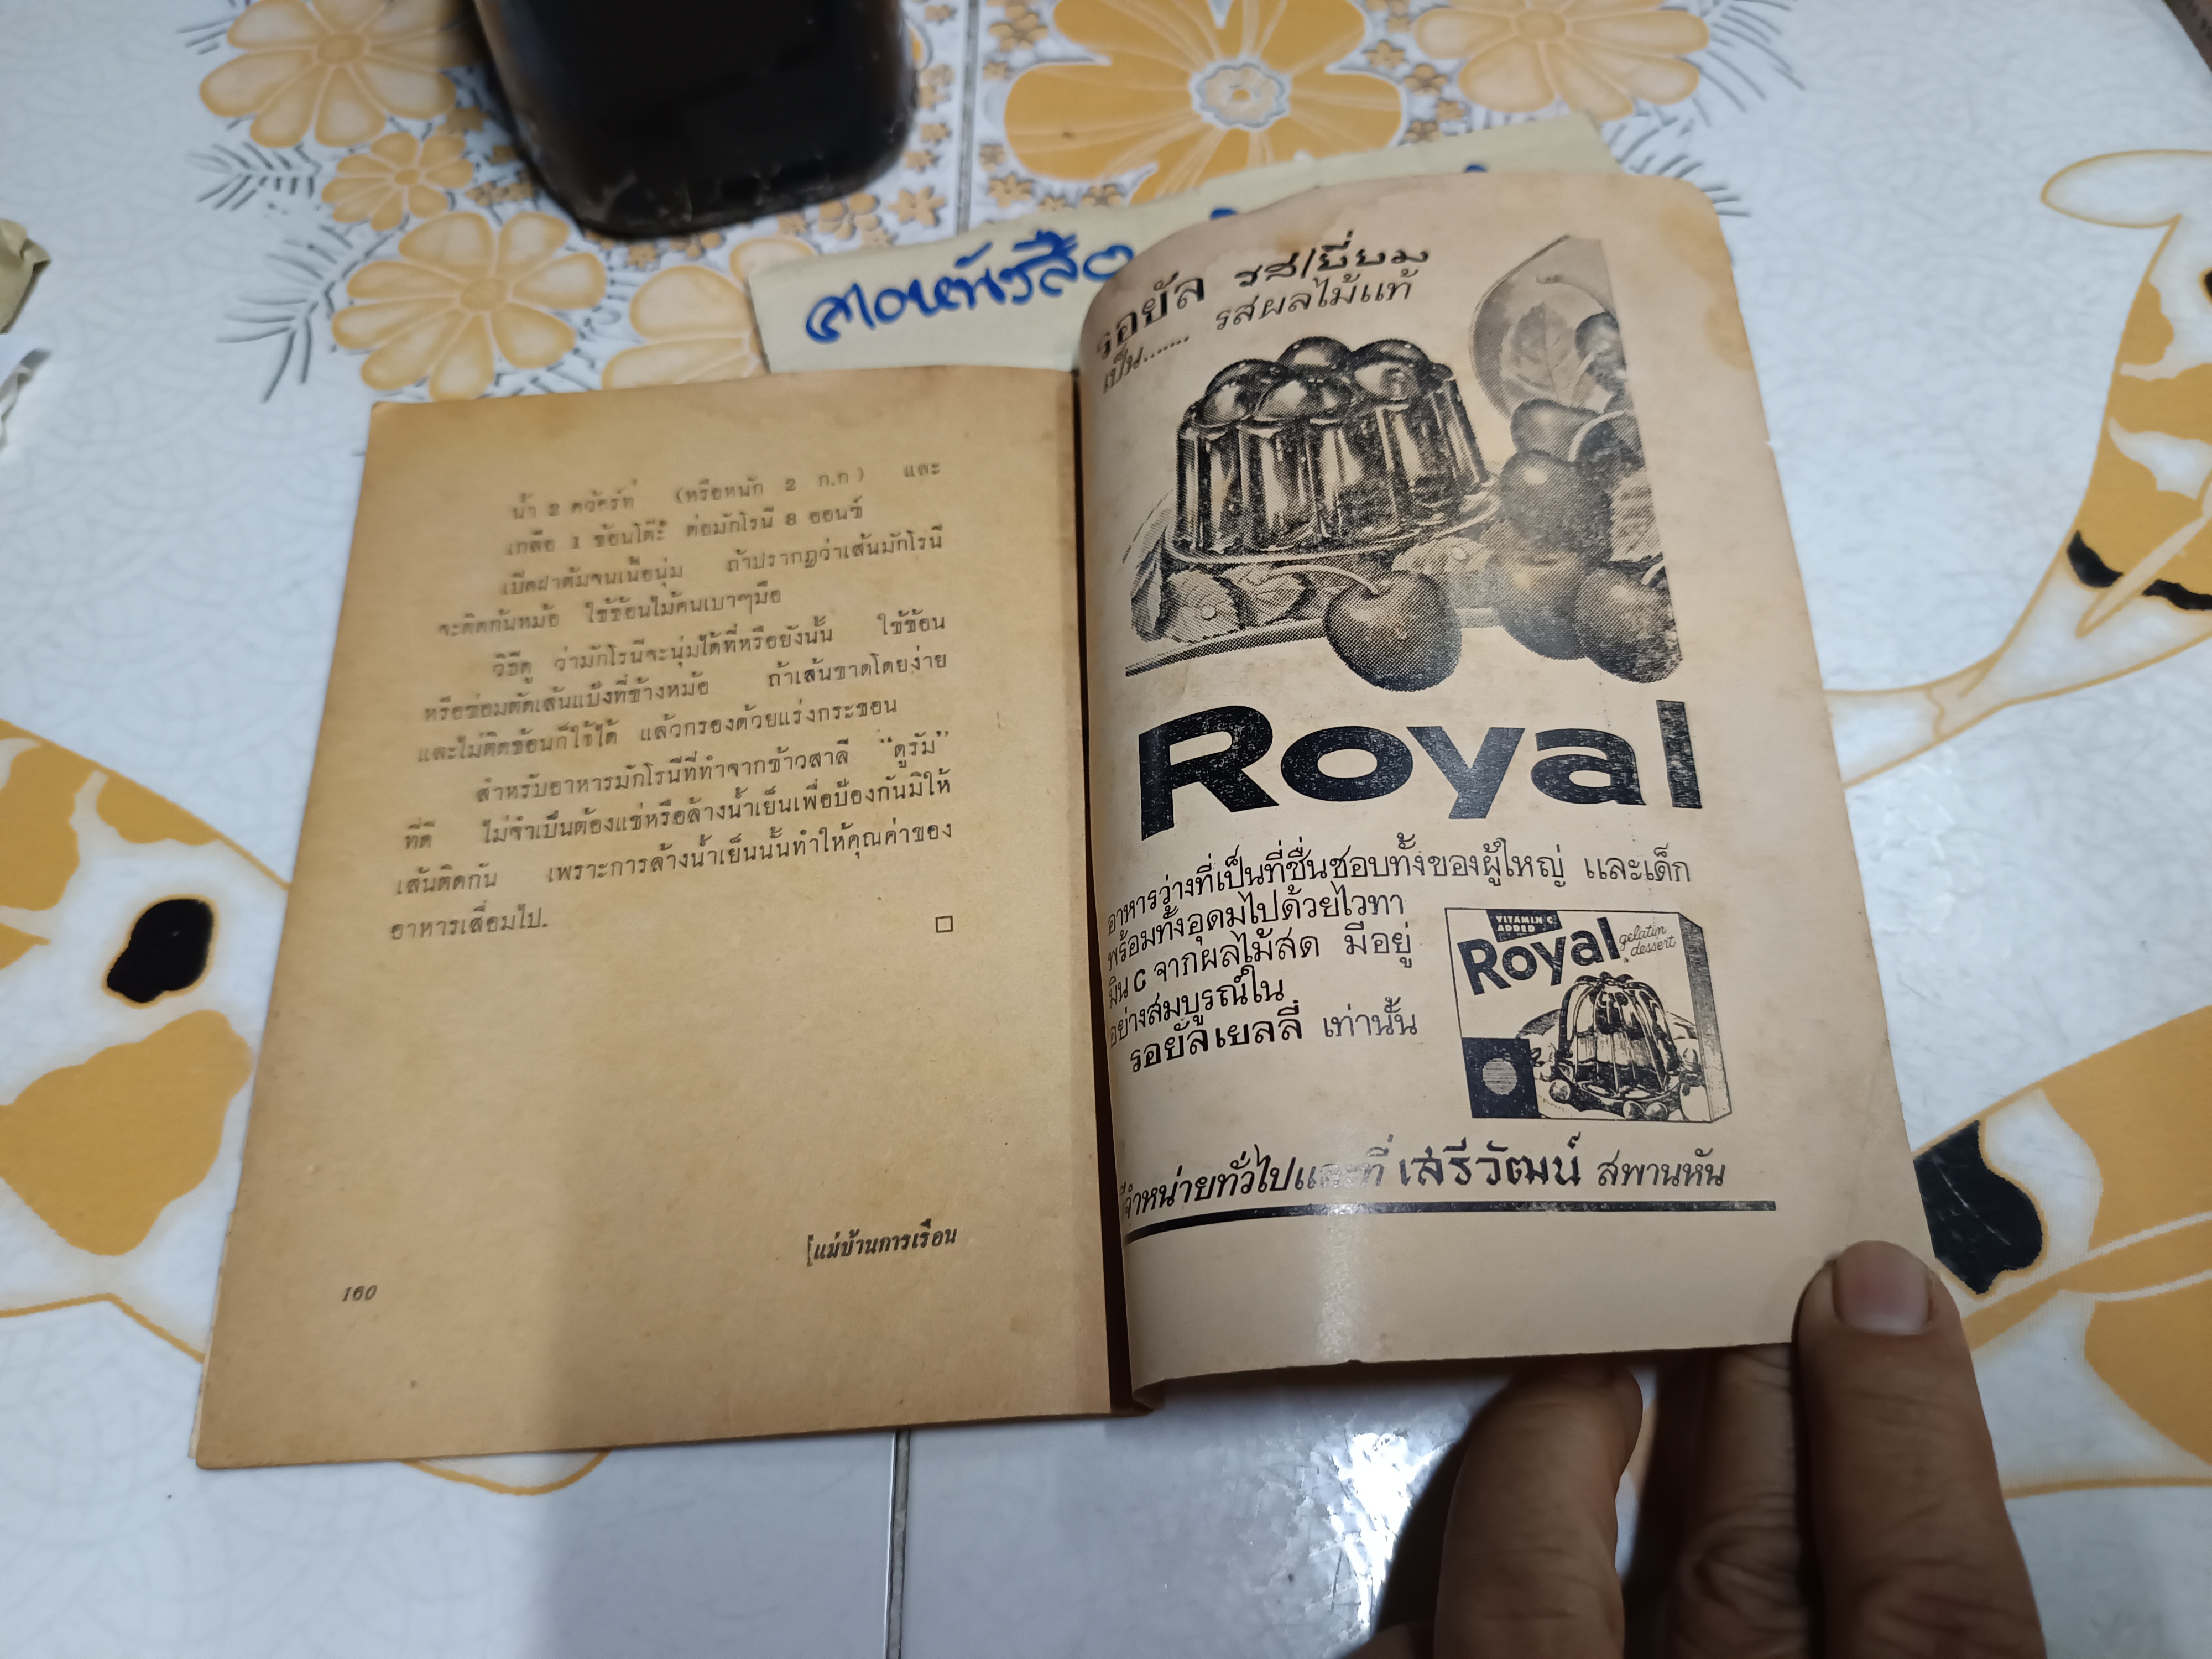 น้ำ 2 คว๊อร์ท (หรือหนัก 2 ก.ก) และ
เกลือ 1 ช้อนโต๊ะ ต่อมักโรนี 8 ออนซ์
เปิดฝาต้มจนเนื้อนุ่ม ถ้าปรากฏว่าเส้นมักโรนี
จะติดก้นหม้อ ใช้ช้อนไม้คนเบาๆมือ
วิธีดู ว่ามักโรนีจะนุ่มได้ที่หรือยังนั้น ใช้ช้อน
หรือซ่อมตัดเส้นแป้งที่ข้างหม้อ ถ้าเส้นขาดโดยง่าย
และไม่ติดช้อนก็ใช้ได้ แล้วกรองด้วยแร่งกระชอน
สำหรับอาหารมักโรนีที่ทำจากข้าวสาลี “ดูรัม”
ที่ดี ไม่จำเป็นต้องแช่หรือล้างน้ำเย็นเพื่อป้องกันมิให้
เส้นติดกัน เพราะการล้างน้ำเย็นนั้นทำให้คุณค่าของ
อาหารเสื่อมไป. □
[แม่บ้านการเรือน
160
รอยัล รสเยี่ยม
เป็น....... รสผลไม้แท้
Royal
อาหารว่างที่เป็นที่ชื่นชอบทั้งของผู้ใหญ่ และเด็ก
พร้อมทั้งอุดมไปด้วยไวทา
มิน C จากผลไม้สด มีอยู่
อย่างสมบูรณ์ใน
รอยัลเยลลี่ เท่านั้น
VITAMIN C
ADDED
Royal
gelatin
dessert
จำหน่ายทั่วไปและที่ เสรีวัฒน์ สพานหัน